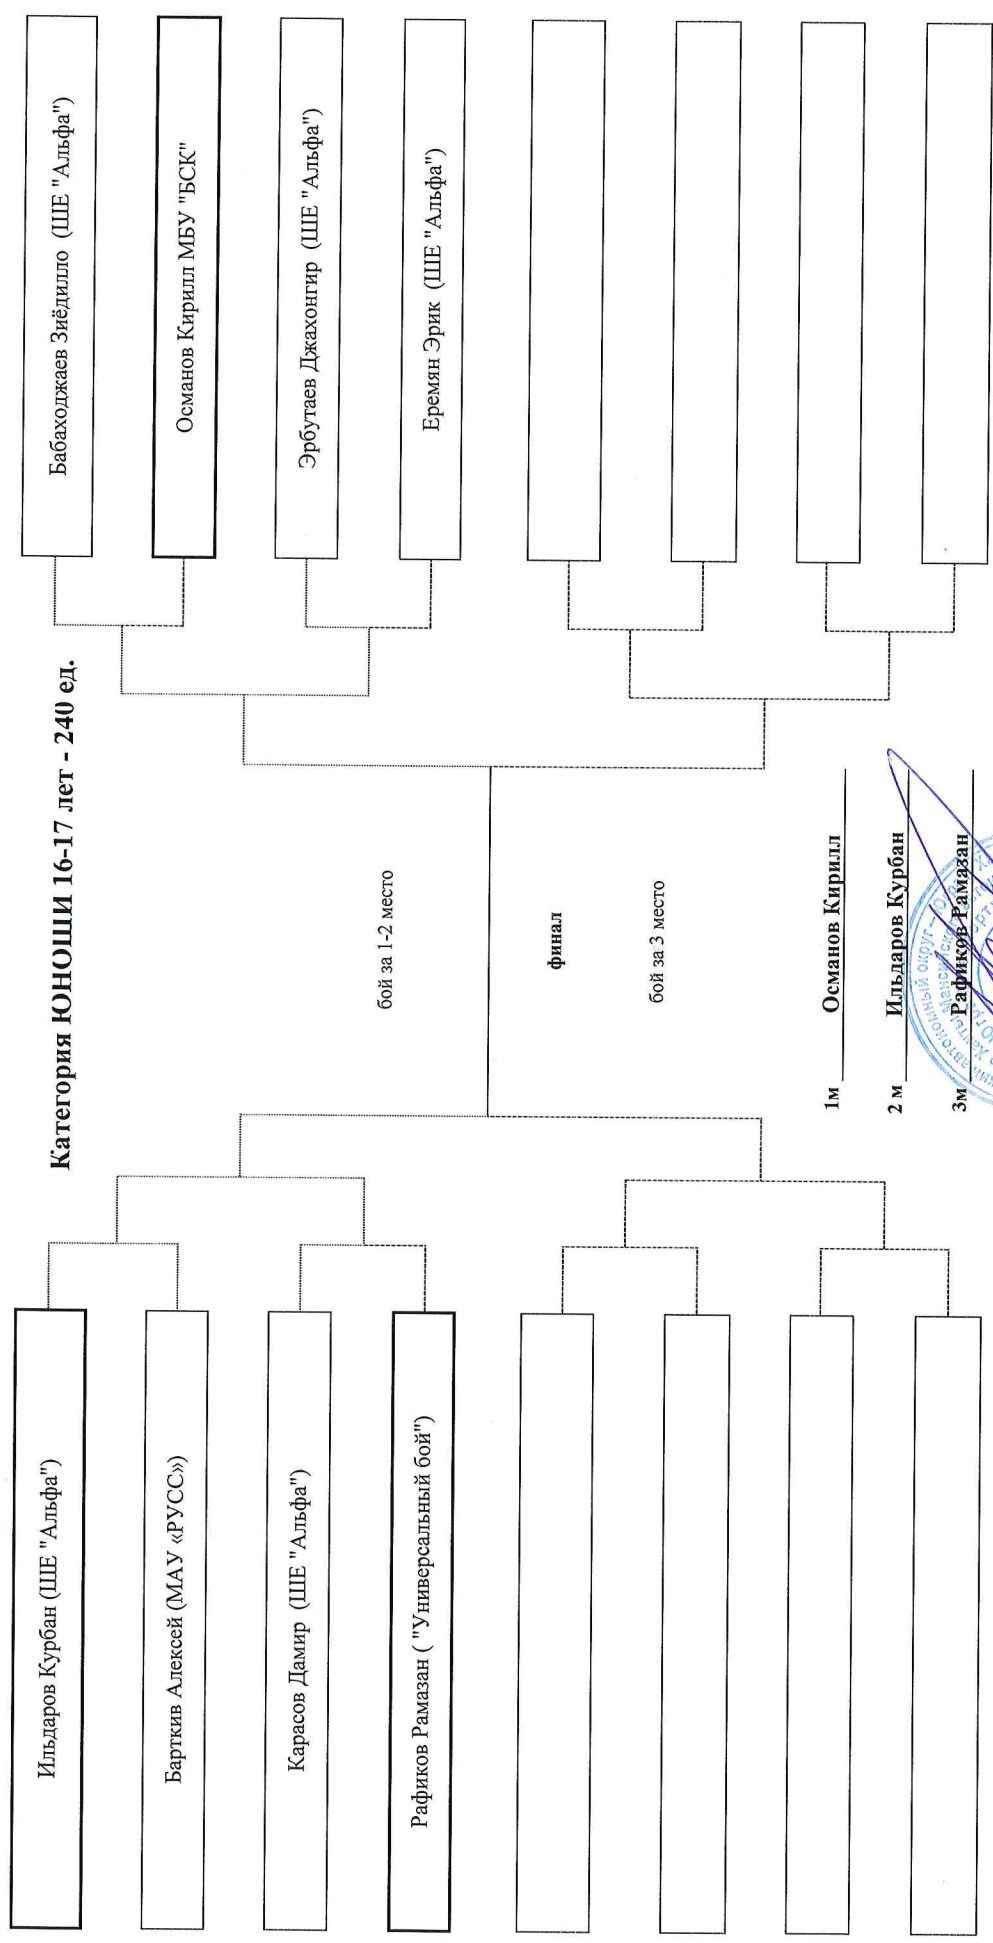 Категория ЮНОШИ 16-17 лет - 240 ед.
Ильдаров Курбан (ШЕ "Альфа")
Барткив Алексей (МАУ «РУСС»)
Карасов Дамир (ШЕ "Альфа")
Рафиков Рамазан ( "Универсальный бой")
Бабаходжаев Зиёдилло (ШЕ "Альфа")
Османов Кирилл МБУ "БСК"
Эрбутаев Джахонгир (ШЕ "Альфа")
Еремян Эрик (ШЕ "Альфа")
бой за 1-2 место
финал
бой за 3 место
1м Османов Кирилл
2 м Ильдаров Курбан
3м Рафиков Рамазан
автономный округ